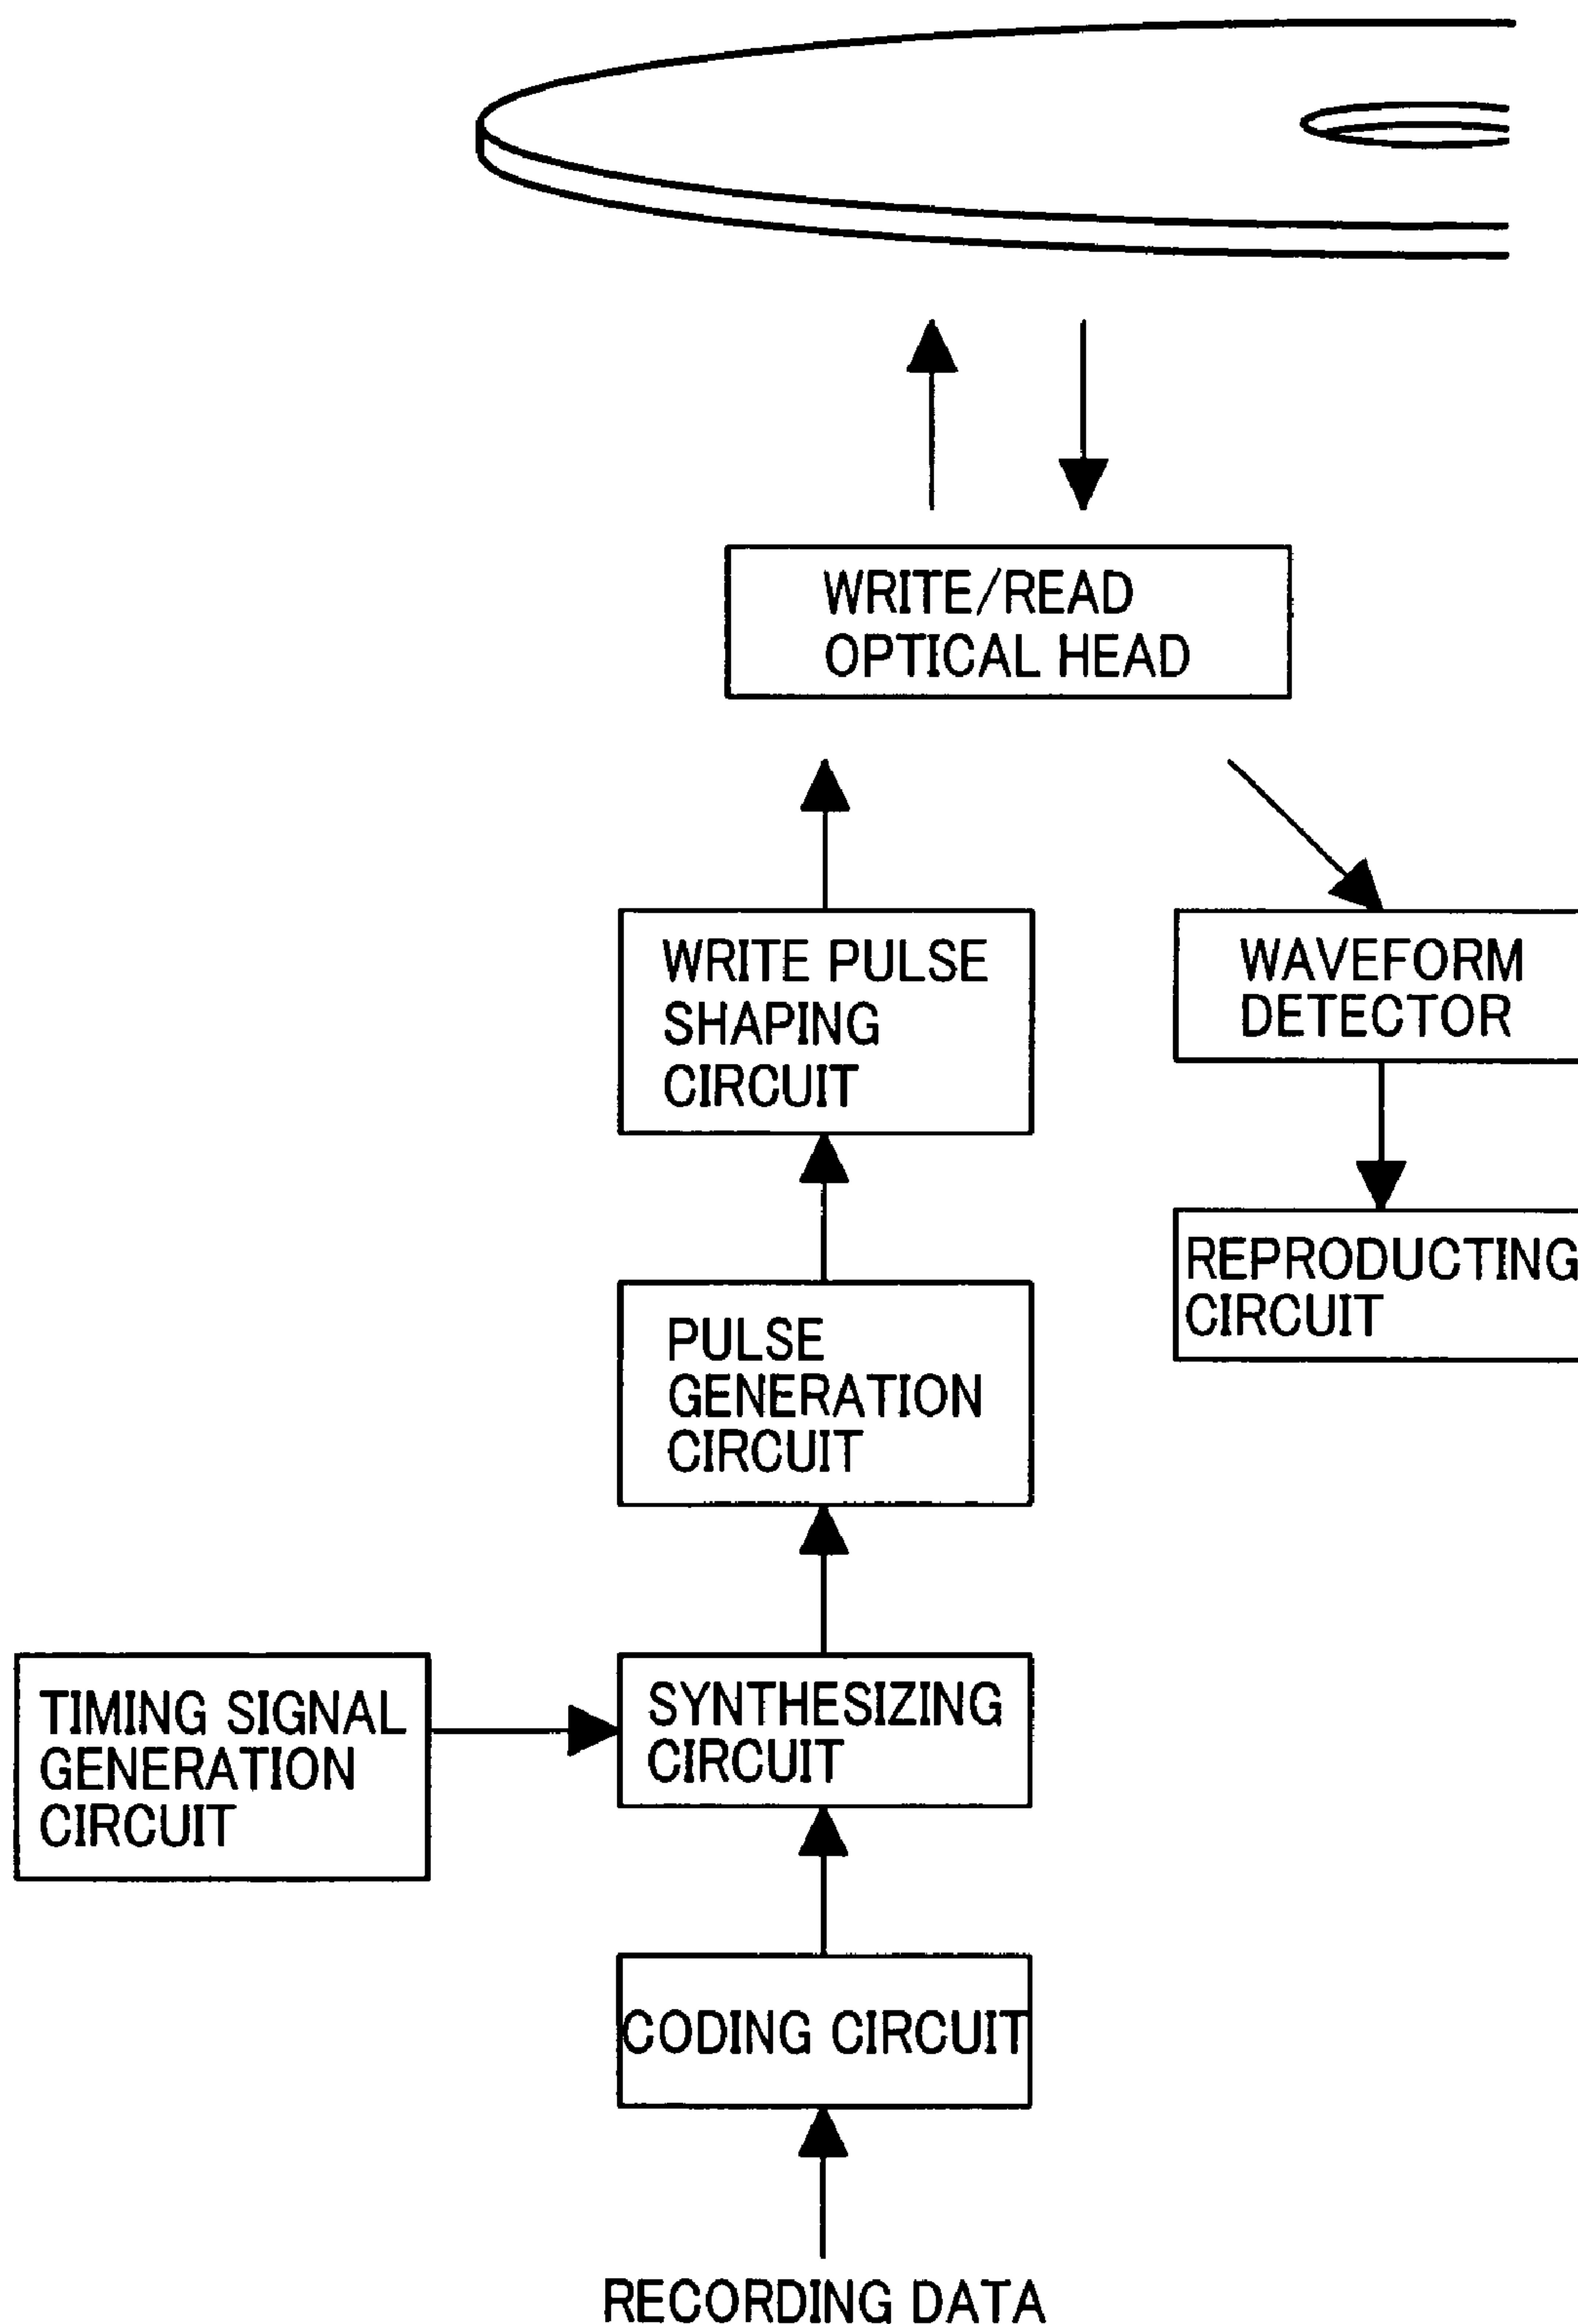 WRITE/READ
OPTICAL HEAD
WRITE PULSE
SHAPING
CIRCUIT
WAVEFORM
DETECTOR
REPRODUCTING
CIRCUIT
PULSE
GENERATION
CIRCUIT
TIMING SIGNAL
GENERATION
CIRCUIT
SYNTHESIZING
CIRCUIT
CODING CIRCUIT
RECORDING DATA